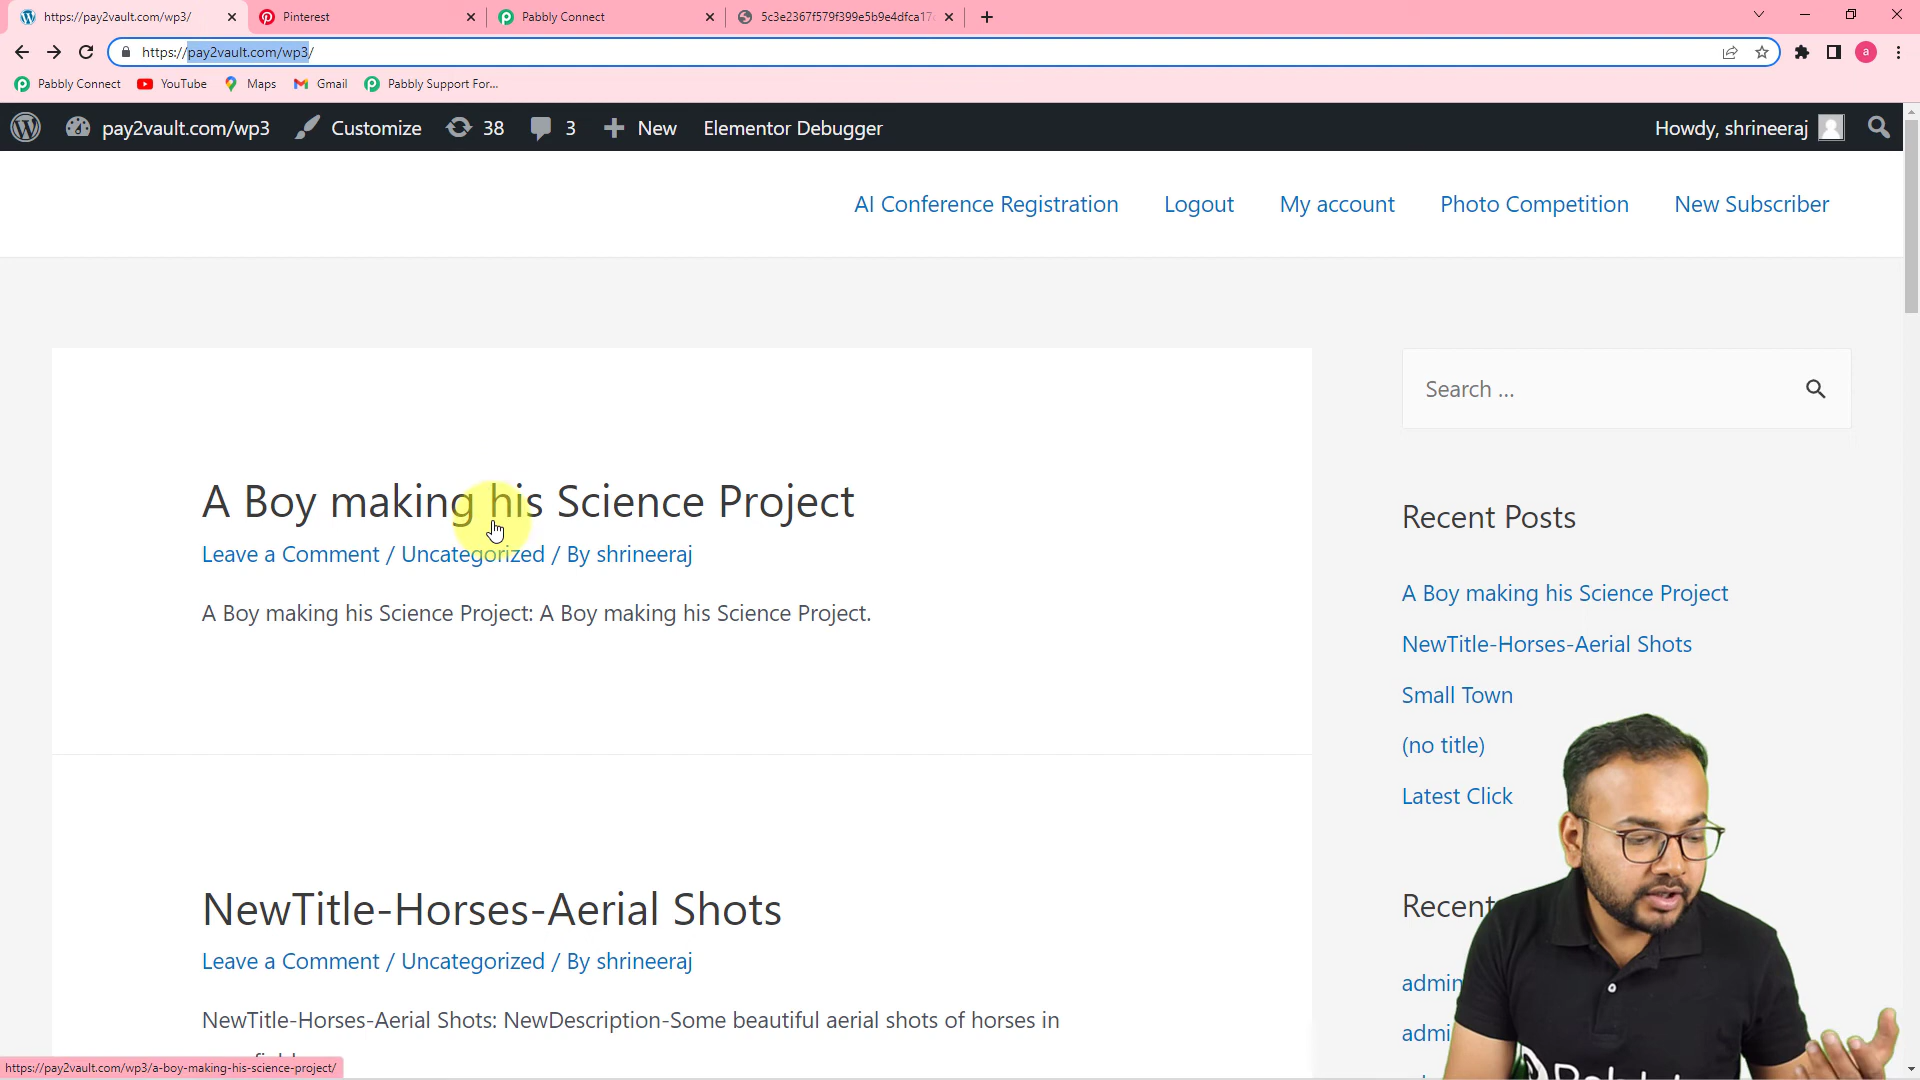 https://pay2vault.com/wp3/
Pinterest
Pabbly Connect
5c3e2367f579f399e5b9e4dfca17
https://pay2vault.com/wp3/
a
Pabbly Connect
YouTube
Maps
Gmail
Pabbly Support For...
pay2vault.com/wp3
Customize
38
3
New
Elementor Debugger
Howdy, shrineeraj
AI Conference Registration
Logout
My account
Photo Competition
New Subscriber
A Boy making his Science Project
Leave a Comment / Uncategorized / By shrineeraj
A Boy making his Science Project: A Boy making his Science Project.
NewTitle-Horses-Aerial Shots
Leave a Comment / Uncategorized / By shrineeraj
NewTitle-Horses-Aerial Shots: NewDescription-Some beautiful aerial shots of horses in
Search ...
Recent Posts
A Boy making his Science Project
NewTitle-Horses-Aerial Shots
Small Town
(no title)
Latest Click
Recent
admin
https://pay2vault.com/wp3/a-boy-making-his-science-project/